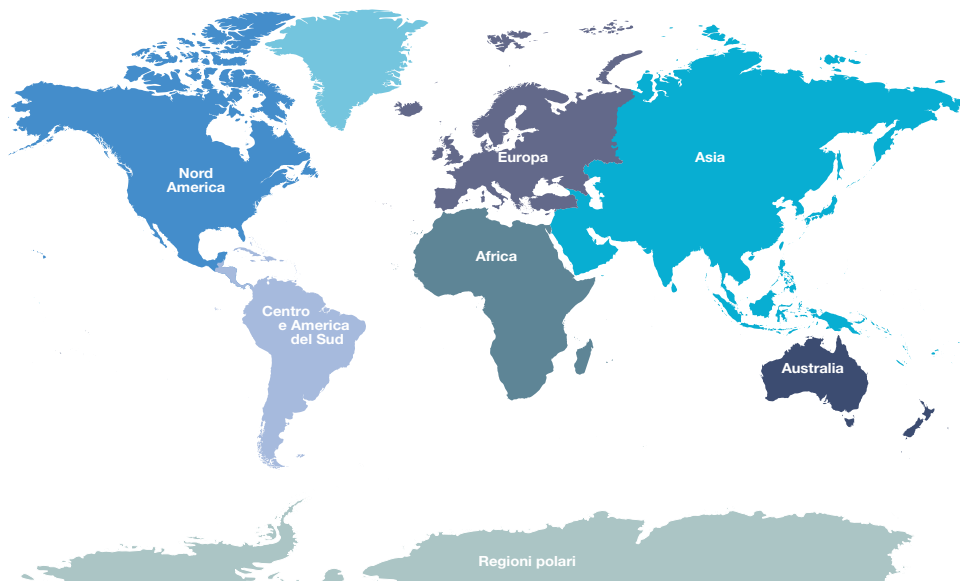 Nord
America
Europa
Asia
Africa
Centro
e America
del Sud
Australia
Regioni polari